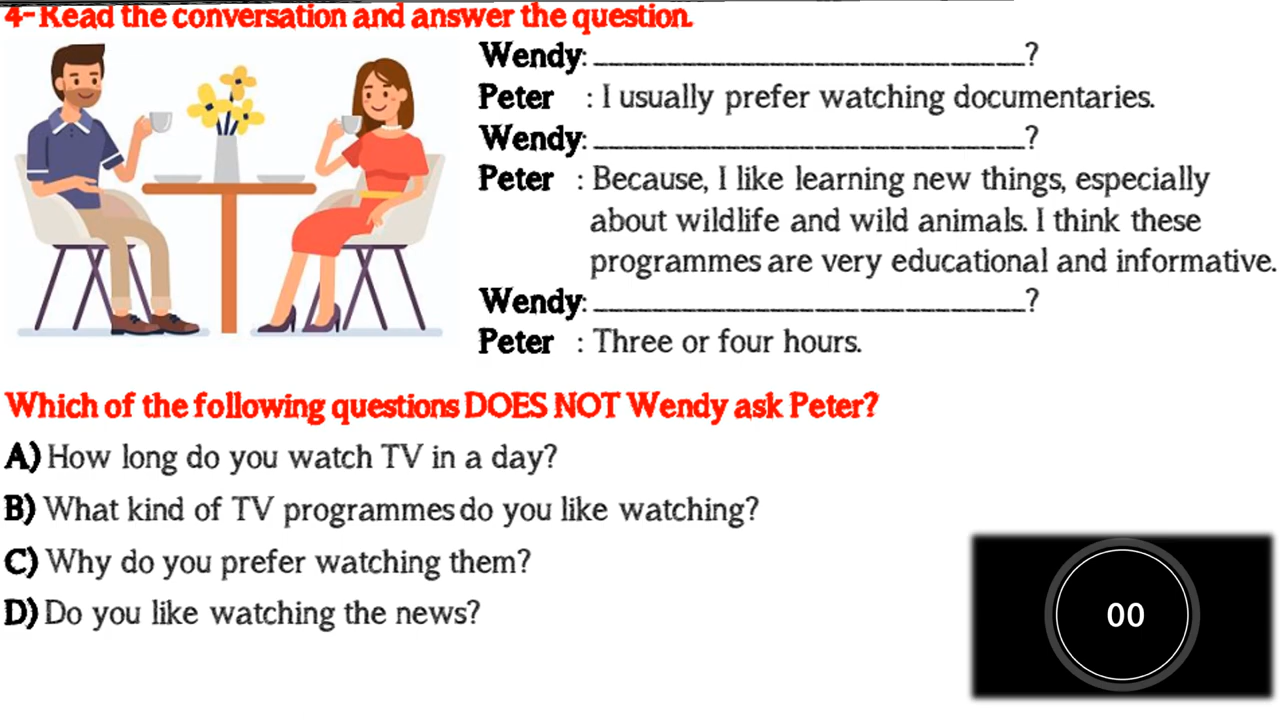 4- Read the conversation and answer the question.
Wendy: ______________________________?
Peter : I usually prefer watching documentaries.
Wendy: ______________________________?
Peter : Because, I like learning new things, especially
about wildlife and wild animals. I think these
programmes are very educational and informative.
Wendy: ______________________________?
Peter : Three or four hours.
Which of the following questions DOES NOT Wendy ask Peter?
A) How long do you watch TV in a day?
B) What kind of TV programmes do you like watching?
C) Why do you prefer watching them?
D) Do you like watching the news?
00